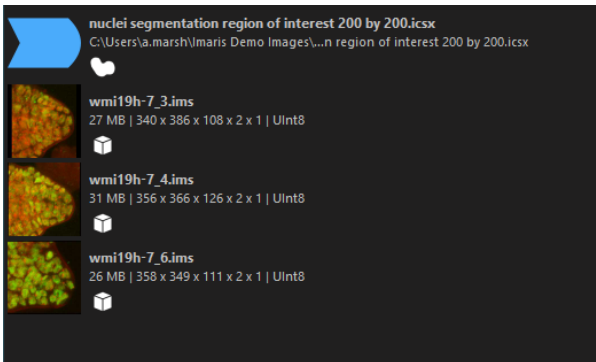 nuclei segmentation region of interest 200 by 200.icsx
C:\Users\a.marsh\Imaris Demo Images\...n region of interest 200 by 200.icsx
wmi19h-7_3.ims
27 MB | 340 x 386 x 108 x 2 x 1 | UInt8
wmi19h-7_4.ims
31 MB | 356 x 366 x 126 x 2 x 1 | UInt8
wmi19h-7_6.ims
26 MB | 358 x 349 x 111 x 2 x 1 | UInt8